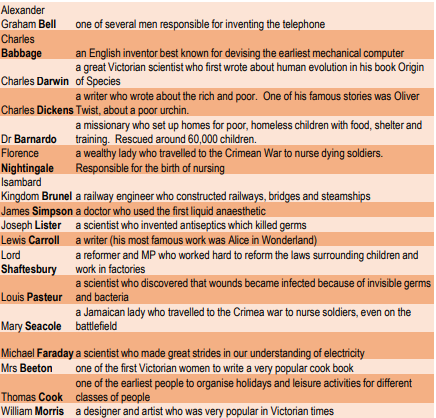 Alexander
Graham Bell one of several men responsible for inventing the telephone
Charles
Babbage an English inventor best known for devising the earliest mechanical computer
a great Victorian scientist who first wrote about human evolution in his book Origin
Charles Darwin of Species
a writer who wrote about the rich and poor. One of his famous stories was Oliver
Charles Dickens Twist, about a poor urchin.
a missionary who set up homes for poor, homeless children with food, shelter and
Dr Barnardo training. Rescued around 60,000 children.
Florence a wealthy lady who travelled to the Crimean War to nurse dying soldiers.
Nightingale Responsible for the birth of nursing
Isambard
Kingdom Brunel a railway engineer who constructed railways, bridges and steamships
James Simpson a doctor who used the first liquid anaesthetic
Joseph Lister a scientist who invented antiseptics which killed germs
Lewis Carroll a writer (his most famous work was Alice in Wonderland)
Lord a reformer and MP who worked hard to reform the laws surrounding children and
Shaftesbury work in factories
a scientist who discovered that wounds became infected because of invisible germs
Louis Pasteur and bacteria
a Jamaican lady who travelled to the Crimea war to nurse soldiers, even on the
Mary Seacole battlefield
Michael Faraday a scientist who made great strides in our understanding of electricity
Mrs Beeton one of the first Victorian women to write a very popular cook book
one of the earliest people to organise holidays and leisure activities for different
Thomas Cook classes of people
William Morris a designer and artist who was very popular in Victorian times